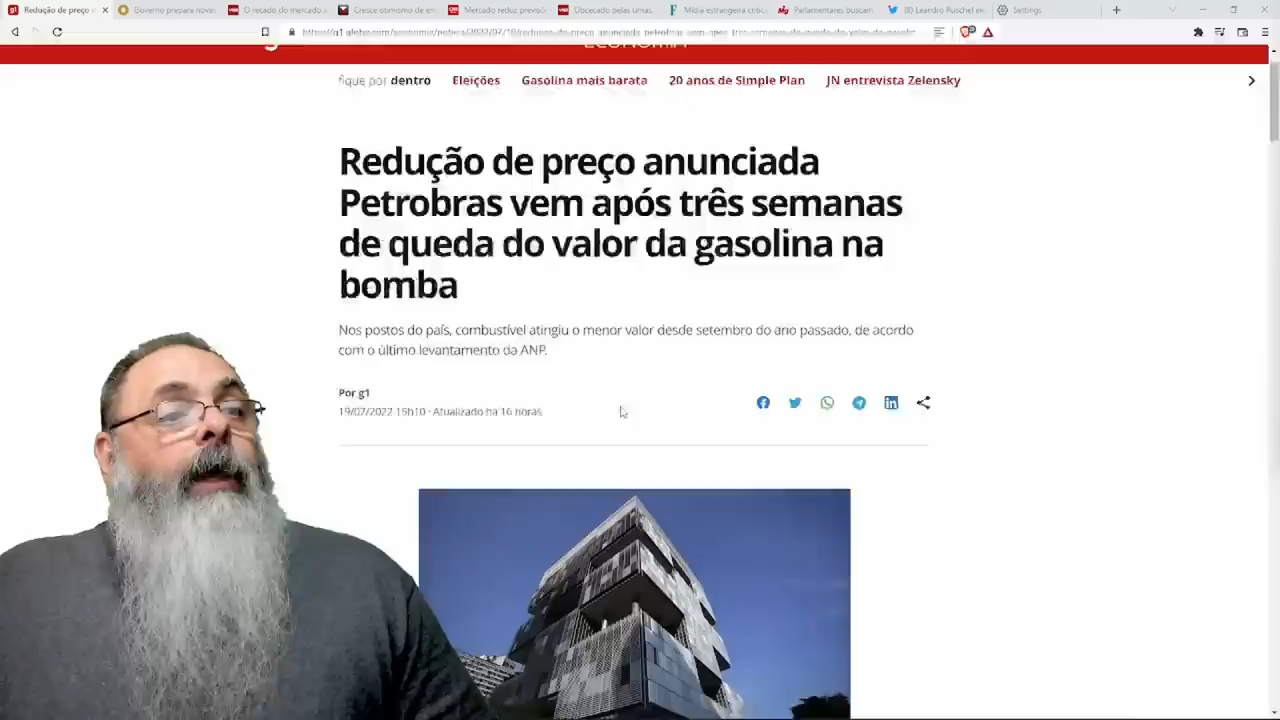 Redução de preço a
Governo prepara novas
O recado do mercado a
Cresce otimismo de em
Mercado reduz previsõ
Obcecado pelas urnas,
Mídia estrangeira critic
Parlamentares buscam
(8) Leandro Ruschel
Settings
ECONOMIA
fique por dentro
Eleições
Gasolina mais barata
20 anos de Simple Plan
JN entrevista Zelensky
Redução de preço anunciada
Petrobras vem após três semanas
de queda do valor da gasolina na
bomba
Nos postos do país, combustível atingiu o menor valor desde setembro do ano passado, de acordo
com o último levantamento da ANP.
Por g1
19/07/2022 15h10 · Atualizado há 16 horas